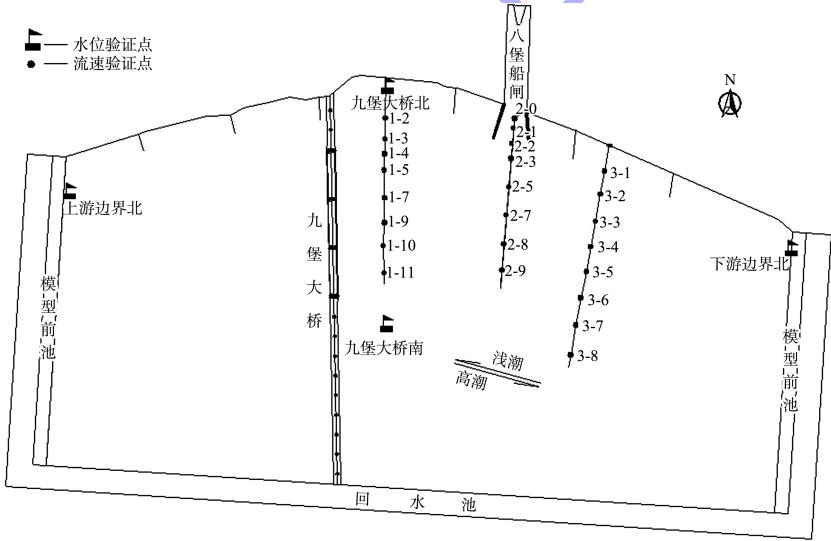 水位验证点
流速验证点
八堡船闸
N
九堡大桥北
上游边界北
1-2
1-3
1-4
1-5
1-7
1-9
1-10
1-11
2-0
2-1
2-2
2-3
2-5
2-7
2-8
2-9
3-1
3-2
3-3
3-4
3-5
3-6
3-7
3-8
九堡大桥
九堡大桥南
浅潮
高潮
下游边界北
模型前池
模型前池
回水池